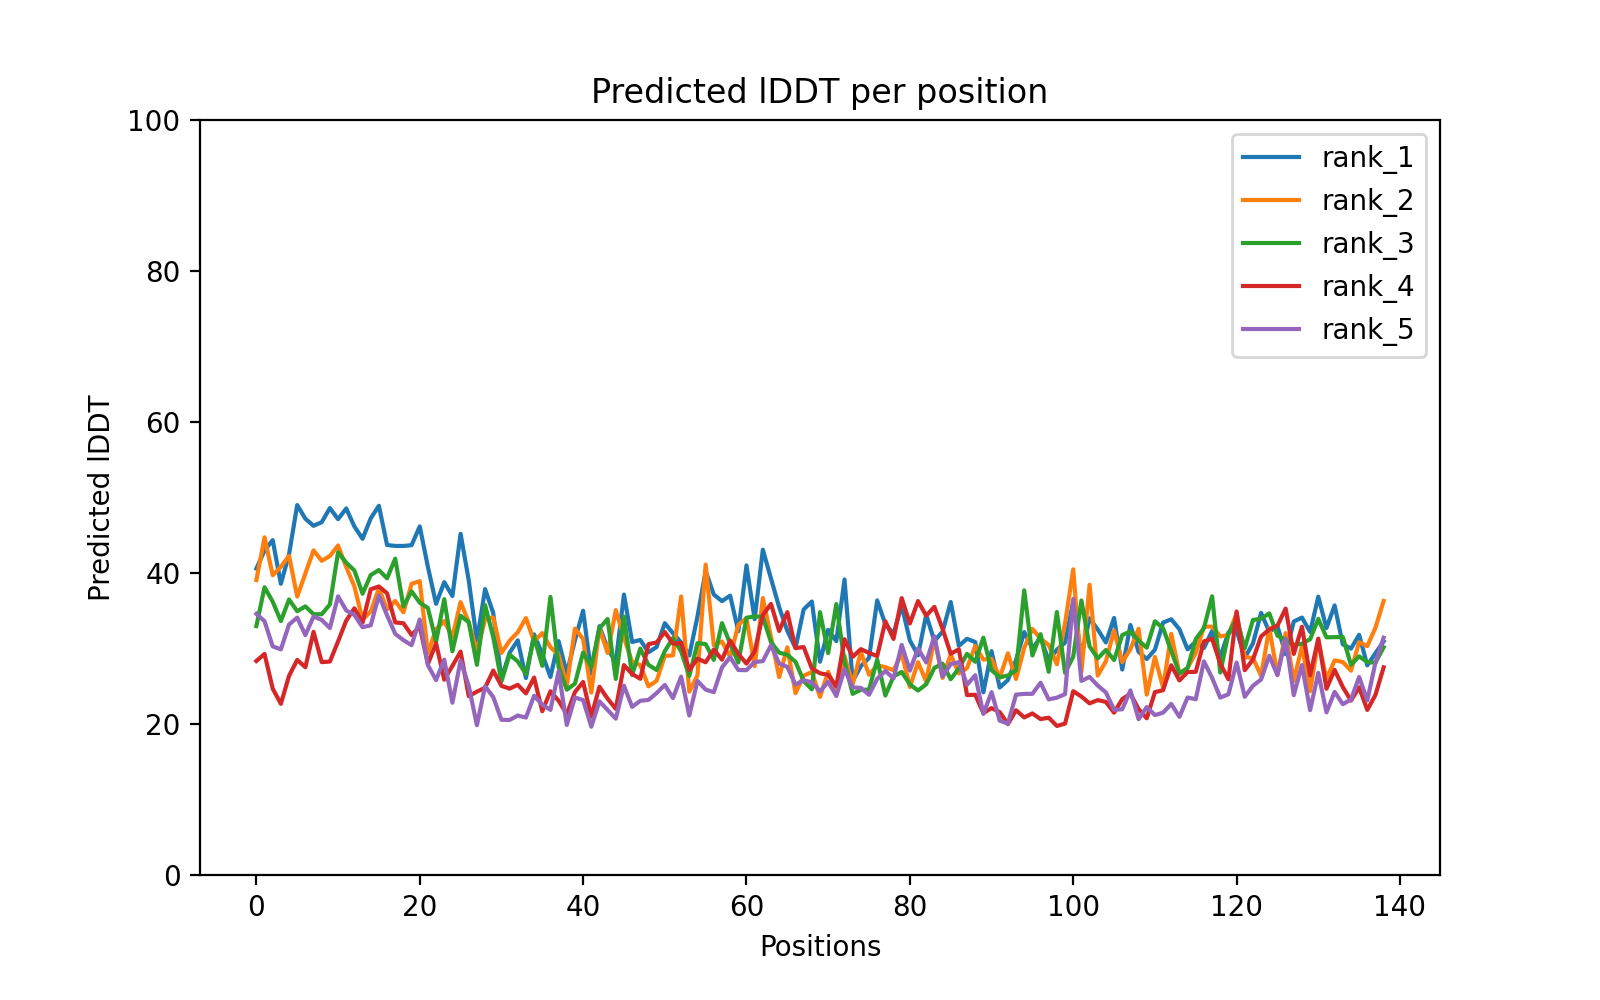 Predicted lDDT per position
100
80
60
40
20
0
Predicted lDDT
rank_1
rank_2
rank_3
rank_4
rank_5
0 20 40 60 80 100 120 140
Positions